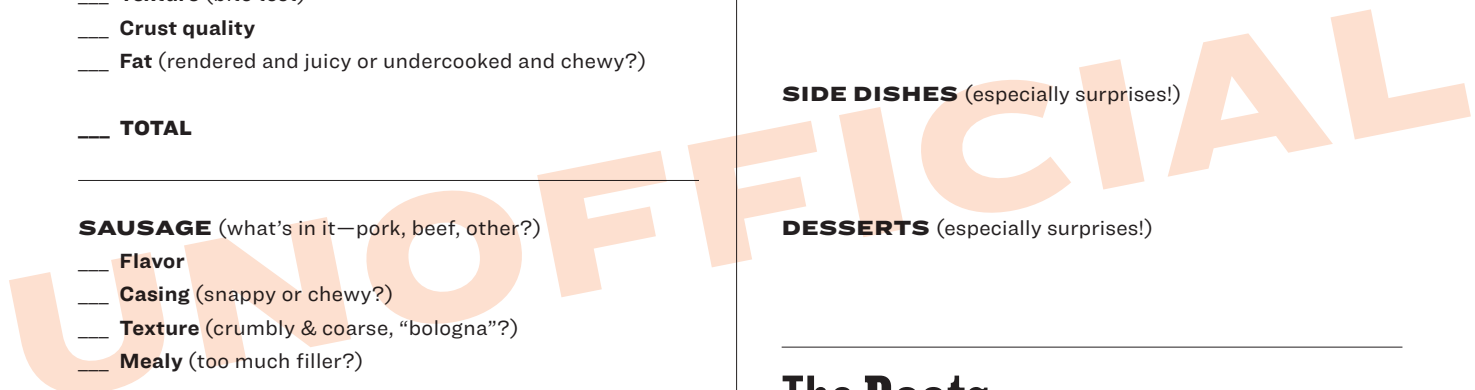 ___ Crust quality
___ Fat (rendered and juicy or undercooked and chewy?)
___ TOTAL
SAUSAGE (what’s in it—pork, beef, other?)
___ Flavor
___ Casing (snappy or chewy?)
___ Texture (crumbly & coarse, “bologna”?)
___ Mealy (too much filler?)
SIDE DISHES (especially surprises!)
DESSERTS (especially surprises!)
The
UNOFFICIAL